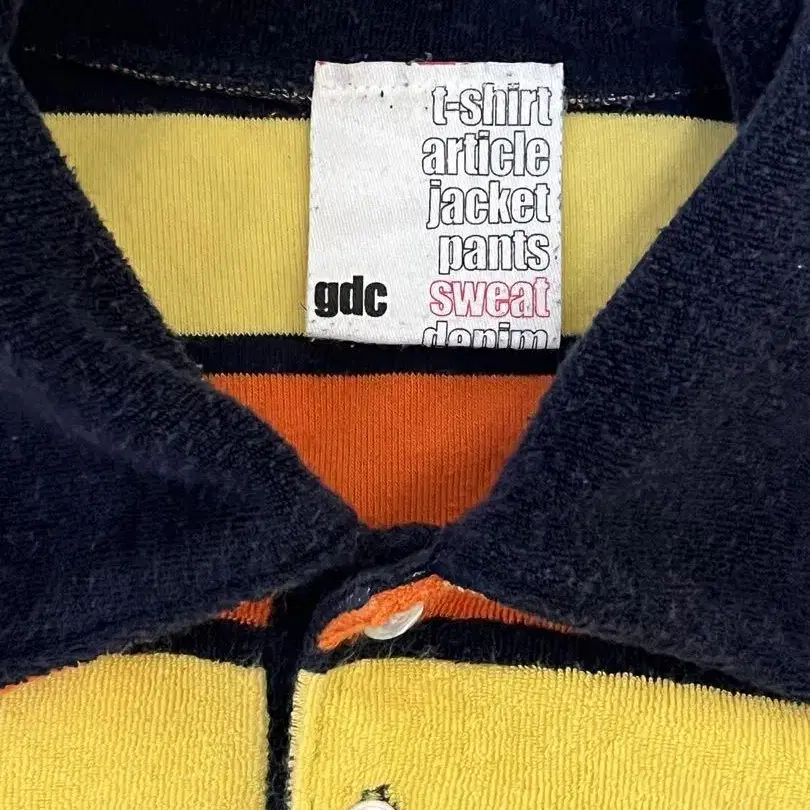 t-shirt
article
jacket
pants
gdc sweat
denim